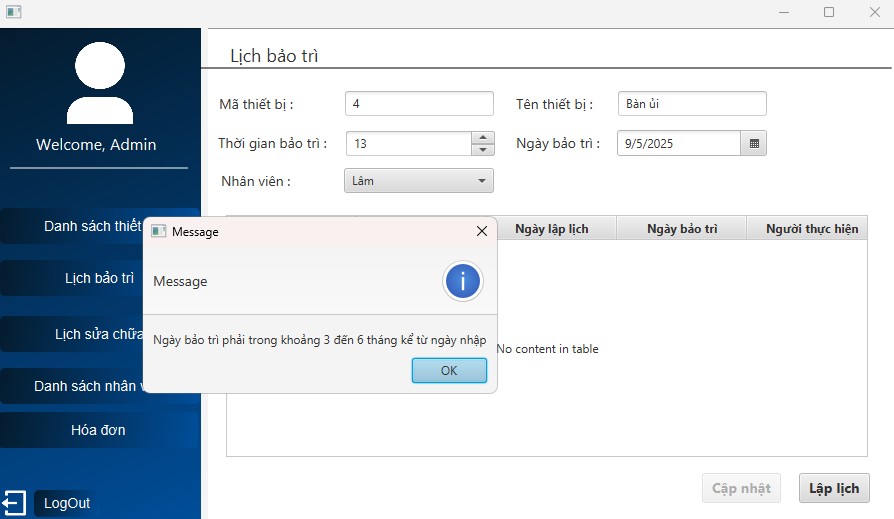 Lịch bảo trì
Welcome, Admin
Mã thiết bị :
4
Tên thiết bị :
Bàn ủi
Thời gian bảo trì :
13
Ngày bảo trì :
9/5/2025
Nhân viên :
Lâm
Danh sách thiết
Lịch bảo trì
Lịch sửa chữa
Danh sách nhân
Hóa đơn
LogOut
Ngày lập lịch
Ngày bảo trì
Người thực hiện
No content in table
Message
Message
i
Ngày bảo trì phải trong khoảng 3 đến 6 tháng kể từ ngày nhập
OK
Cập nhật
Lập lịch